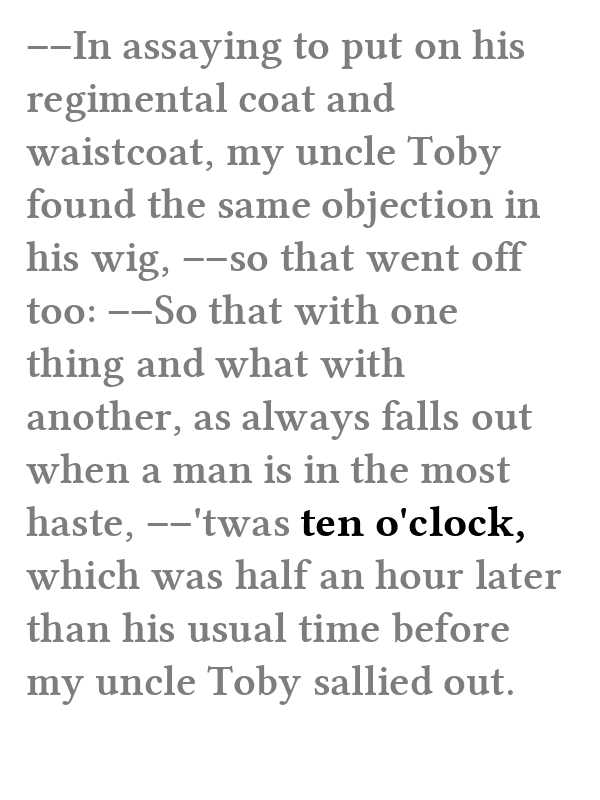 ––In assaying to put on his
regimental coat and
waistcoat, my uncle Toby
found the same objection in
his wig, ––so that went off
too: ––So that with one
thing and what with
another, as always falls out
when a man is in the most
haste, ––'twas ten o'clock,
which was half an hour later
than his usual time before
my uncle Toby sallied out.